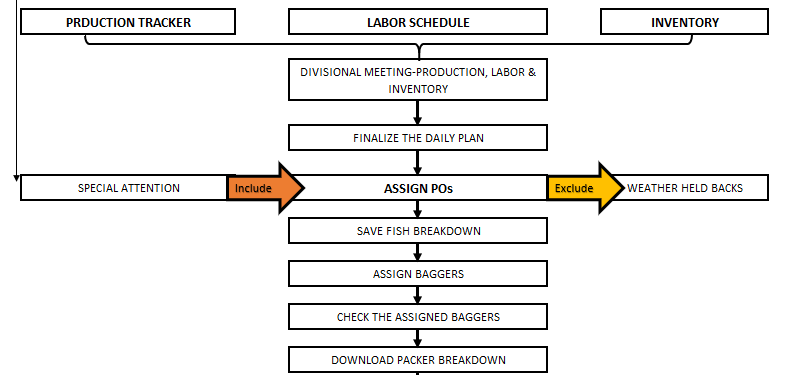 PRDUCTION TRACKER
LABOR SCHEDULE
INVENTORY
DIVISIONAL MEETING-PRODUCTION, LABOR &
INVENTORY
FINALIZE THE DAILY PLAN
SPECIAL ATTENTION
Include
ASSIGN POs
Exclude
WEATHER HELD BACKS
SAVE FISH BREAKDOWN
ASSIGN BAGGERS
CHECK THE ASSIGNED BAGGERS
DOWNLOAD PACKER BREAKDOWN